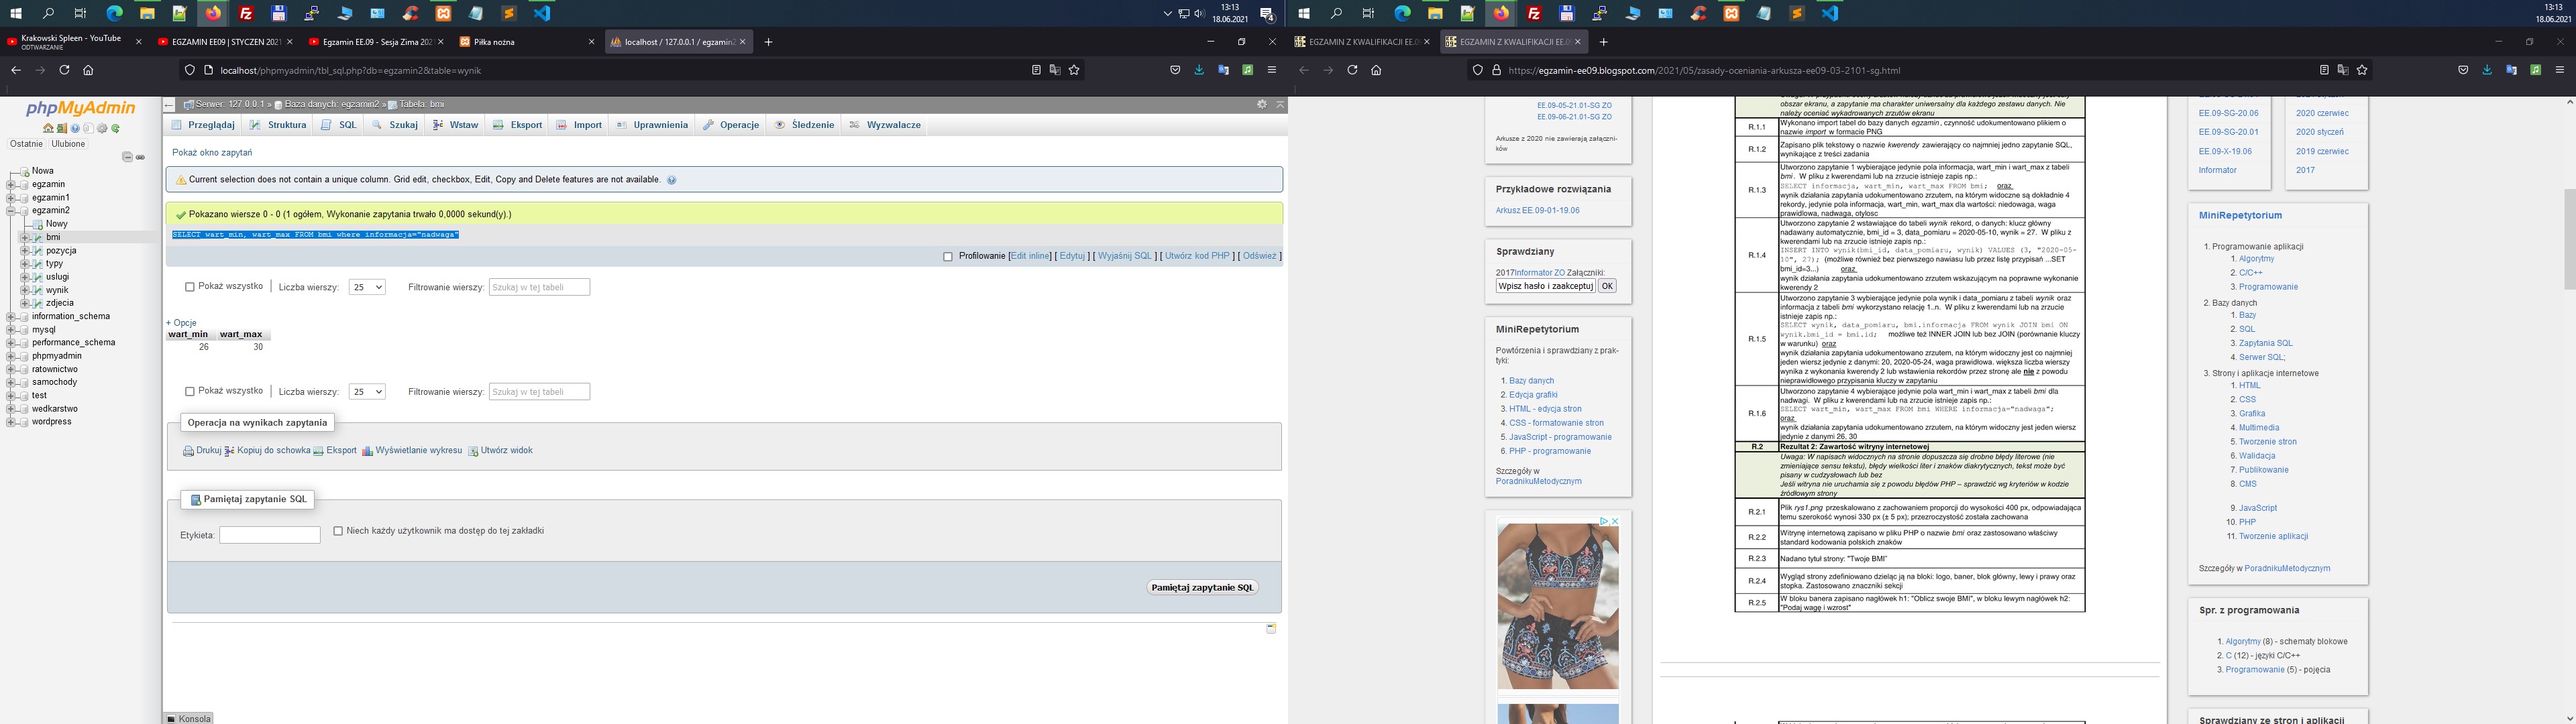 13:13
18.06.2021
4
Krakowski Spleen - YouTube
ODTWARZANIE
EGZAMIN EE09 | STYCZEŃ 2021
Egzamin EE.09 - Sesja Zima 2021
Piłka nożna
localhost / 127.0.0.1 / egzamin2
localhost/phpmyadmin/tbl_sql.php?db=egzamin2&table=wynik
phpMyAdmin
Ostatnie Ulubione
Nowa
egzamin
egzamin1
egzamin2
Nowy
bmi
pozycja
typy
uslugi
wynik
zdjecia
information_schema
mysql
performance_schema
phpmyadmin
ratownictwo
samochody
test
wedkarstwo
wordpress
Serwer: 127.0.0.1 » Baza danych: egzamin2 » Tabela: bmi
Przeglądaj Struktura SQL Szukaj Wstaw Eksport Import Uprawnienia Operacje Śledzenie Wyzwalacze
Pokaż okno zapytań
Current selection does not contain a unique column. Grid edit, checkbox, Edit, Copy and Delete features are not available.
Pokazano wiersze 0 - 0 (1 ogółem, Wykonanie zapytania trwało 0,0000 sekund(y).)
SELECT wart_min, wart_max FROM bmi where informacja="nadwaga"
Profilowanie [Edit inline] [ Edytuj ] [ Wyjaśnij SQL ] [ Utwórz kod PHP ] [ Odśwież ]
Pokaż wszystko Liczba wierszy: 25 Filtrowanie wierszy: Szukaj w tej tabeli
+ Opcje
wart_min wart_max
26 30
Pokaż wszystko Liczba wierszy: 25 Filtrowanie wierszy: Szukaj w tej tabeli
Operacja na wynikach zapytania
Drukuj Kopiuj do schowka Eksport Wyświetlanie wykresu Utwórz widok
Pamiętaj zapytanie SQL
Etykieta: Niech każdy użytkownik ma dostęp do tej zakładki
Pamiętaj zapytanie SQL
Konsola
13:13
18.06.2021
EGZAMIN Z KWALIFIKACJI EE.0
EGZAMIN Z KWALIFIKACJI EE.0
https://egzamin-ee09.blogspot.com/2021/05/zasady-oceniania-arkusza-ee09-03-2101-sg.html
EE.09-05-21.01-SG ZO
EE.09-06-21.01-SG ZO
Arkusze z 2020 nie zawierają załączni-
ków
Przykładowe rozwiązania
Arkusz EE.09-01-19.06
Sprawdziany
2017Informator ZO Załączniki:
Wpisz hasło i zaakceptuj OK
MiniRepetytorium
Powtórzenia i sprawdziany z prak-
tyki:
1. Bazy danych
2. Edycja grafiki
3. HTML - edycja stron
4. CSS - formatowanie stron
5. JavaScript - programowanie
6. PHP - programowanie
Szczegóły w
PoradnikuMetodycznym
obszar ekranu, a zapytanie ma charakter uniwersalny dla każdego zestawu danych. Nie
należy oceniać wykadrowanych zrzutów ekranu
R.1.1 Wykonano import tabel do bazy danych egzamin, czynność udokumentowano plikiem o
nazwie import w formacie PNG
R.1.2 Zapisano plik tekstowy o nazwie kwerendy zawierający co najmniej jedno zapytanie SQL,
wynikające z treści zadania
R.1.3 Utworzono zapytanie 1 wybierające jedynie pola informacja, wart_min i wart_max z tabeli
bmi. W pliku z kwerendami lub na zrzucie istnieje zapis np.:
SELECT informacja, wart_min, wart_max FROM bmi; oraz
wynik działania zapytania udokumentowano zrzutem, na którym widoczne są dokładnie 4
rekordy, jedynie pola informacja, wart_min, wart_max dla wartości: niedowaga, waga
prawidlowa, nadwaga, otylosc
R.1.4 Utworzono zapytanie 2 wstawiające do tabeli wynik rekord, o danych: klucz główny
nadawany automatycznie, bmi_id = 3, data_pomiaru = 2020-05-10, wynik = 27. W pliku z
kwerendami lub na zrzucie istnieje zapis np.:
INSERT INTO wynik(bmi_id, data_pomiaru, wynik) VALUES (3, "2020-05-
10", 27); (możliwe również bez pierwszego nawiasu lub przez listę przypisań ...SET
bmi_id=3...) oraz
wynik działania zapytania udokumentowano zrzutem wskazującym na poprawne wykonanie
kwerendy 2
R.1.5 Utworzono zapytanie 3 wybierające jedynie pola wynik i data_pomiaru z tabeli wynik oraz
informacja z tabeli bmi wykorzystano relację 1..n. W pliku z kwerendami lub na zrzucie
istnieje zapis np.:
SELECT wynik, data_pomiaru, bmi.informacja FROM wynik JOIN bmi ON
wynik.bmi_id = bmi.id; możliwe też INNER JOIN lub bez JOIN (porównanie kluczy
w warunku) oraz
wynik działania zapytania udokumentowano zrzutem, na którym widoczny jest co najmniej
jeden wiersz jedynie z danymi: 20, 2020-05-24, waga prawidlowa. większa liczba wierszy
wynika z wykonania kwerendy 2 lub wstawienia rekordów przez stronę ale nie z powodu
nieprawidłowego przypisania kluczy w zapytaniu
R.1.6 Utworzono zapytanie 4 wybierające jedynie pola wart_min i wart_max z tabeli bmi dla
nadwagi. W pliku z kwerendami lub na zrzucie istnieje zapis np.:
SELECT wart_min, wart_max FROM bmi WHERE informacja="nadwaga";
oraz
wynik działania zapytania udokumentowano zrzutem, na którym widoczny jest jeden wiersz
jedynie z danymi 26, 30
R.2 Rezultat 2: Zawartość witryny internetowej
Uwaga: W napisach widocznych na stronie dopuszcza się drobne błędy literowe (nie
zmieniające sensu tekstu), błędy wielkości liter i znaków diakrytycznych, tekst może być
pisany w cudzysłowach lub bez
Jeśli witryna nie uruchamia się z powodu błędów PHP – sprawdzić wg kryteriów w kodzie
źródłowym strony
R.2.1 Plik rys1.png przeskalowano z zachowaniem proporcji do wysokości 400 px, odpowiadająca
temu szerokość wynosi 330 px (± 5 px); przezroczystość została zachowana
R.2.2 Witrynę internetową zapisano w pliku PHP o nazwie bmi oraz zastosowano właściwy
standard kodowania polskich znaków
R.2.3 Nadano tytuł strony: "Twoje BMI"
R.2.4 Wygląd strony zdefiniowano dzieląc ją na bloki: logo, baner, blok główny, lewy i prawy oraz
stopka. Zastosowano znaczniki sekcji
R.2.5 W bloku banera zapisano nagłówek h1: "Oblicz swoje BMI", w bloku lewym nagłówek h2:
"Podaj wagę i wzrost"
EE.09-SG-20.06
EE.09-SG-20.01
EE.09-X-19.06
Informator
2020 czerwiec
2020 styczeń
2019 czerwiec
2017
MiniRepetytorium
1. Programowanie aplikacji
1. Algorytmy
2. C/C++
3. Programowanie
2. Bazy danych
1. Bazy
2. SQL
3. Zapytania SQL
4. Serwer SQL;
3. Strony i aplikacje internetowe
1. HTML
2. CSS
3. Grafika
4. Multimedia
5. Tworzenie stron
6. Walidacja
7. Publikowanie
8. CMS
9. JavaScript
10. PHP
11. Tworzenie aplikacji
Szczegóły w PoradnikuMetodycznym
Spr. z programowania
1. Algorytmy (8) - schematy blokowe
2. C (12) - języki C/C++
3. Programowanie (5) - pojęcia
Sprawdziany ze stron i aplikacji